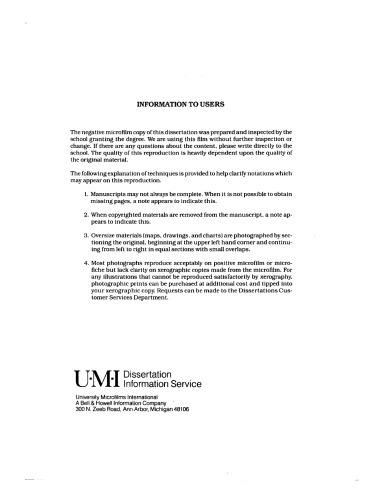 INFORMATION TO USERS
The negative microfilm copy of this dissertation was prepared and inspected by the
school granting the degree. We are using this film without further inspection or
change. If there are any questions about the content, please write directly to the
school. The quality of this reproduction is heavily dependent upon the quality of
the original material.
The following explanation of techniques is provided to help clarify notations which
may appear on this reproduction.
1. Manuscripts may not always be complete. When it is not possible to obtain
missing pages, a note appears to indicate this.
2. When copyrighted materials are removed from the manuscript, a note ap-
pears to indicate this.
3. Oversize materials (maps, drawings, and charts) are photographed by sec-
tioning the original, beginning at the upper left hand corner and continu-
ing from left to right in equal sections with small overlaps.
4. Most photographs reproduce acceptably on positive microfilm or micro-
fiche but lack clarity on xerographic copies made from the microfilm. For
any illustrations that cannot be reproduced satisfactorily by xerography,
photographic prints can be purchased at additional cost and tipped into
your xerographic copy. Requests can be made to the Dissertations Cus-
tomer Services Department.
U·M·I Dissertation
Information Service
University Microfilms International
A Bell & Howell Information Company
300 N. Zeeb Road, Ann Arbor, Michigan 48106